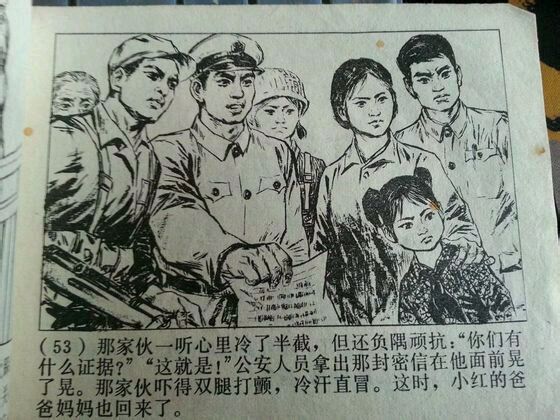 (53) 那家伙一听心里冷了半截，但还负隅顽抗：“你们有
什么证据？”“这就是！”公安人员拿出那封密信在他面前晃
了晃。那家伙吓得双腿打颤，冷汗直冒。这时，小红的爸
爸妈妈也回来了。